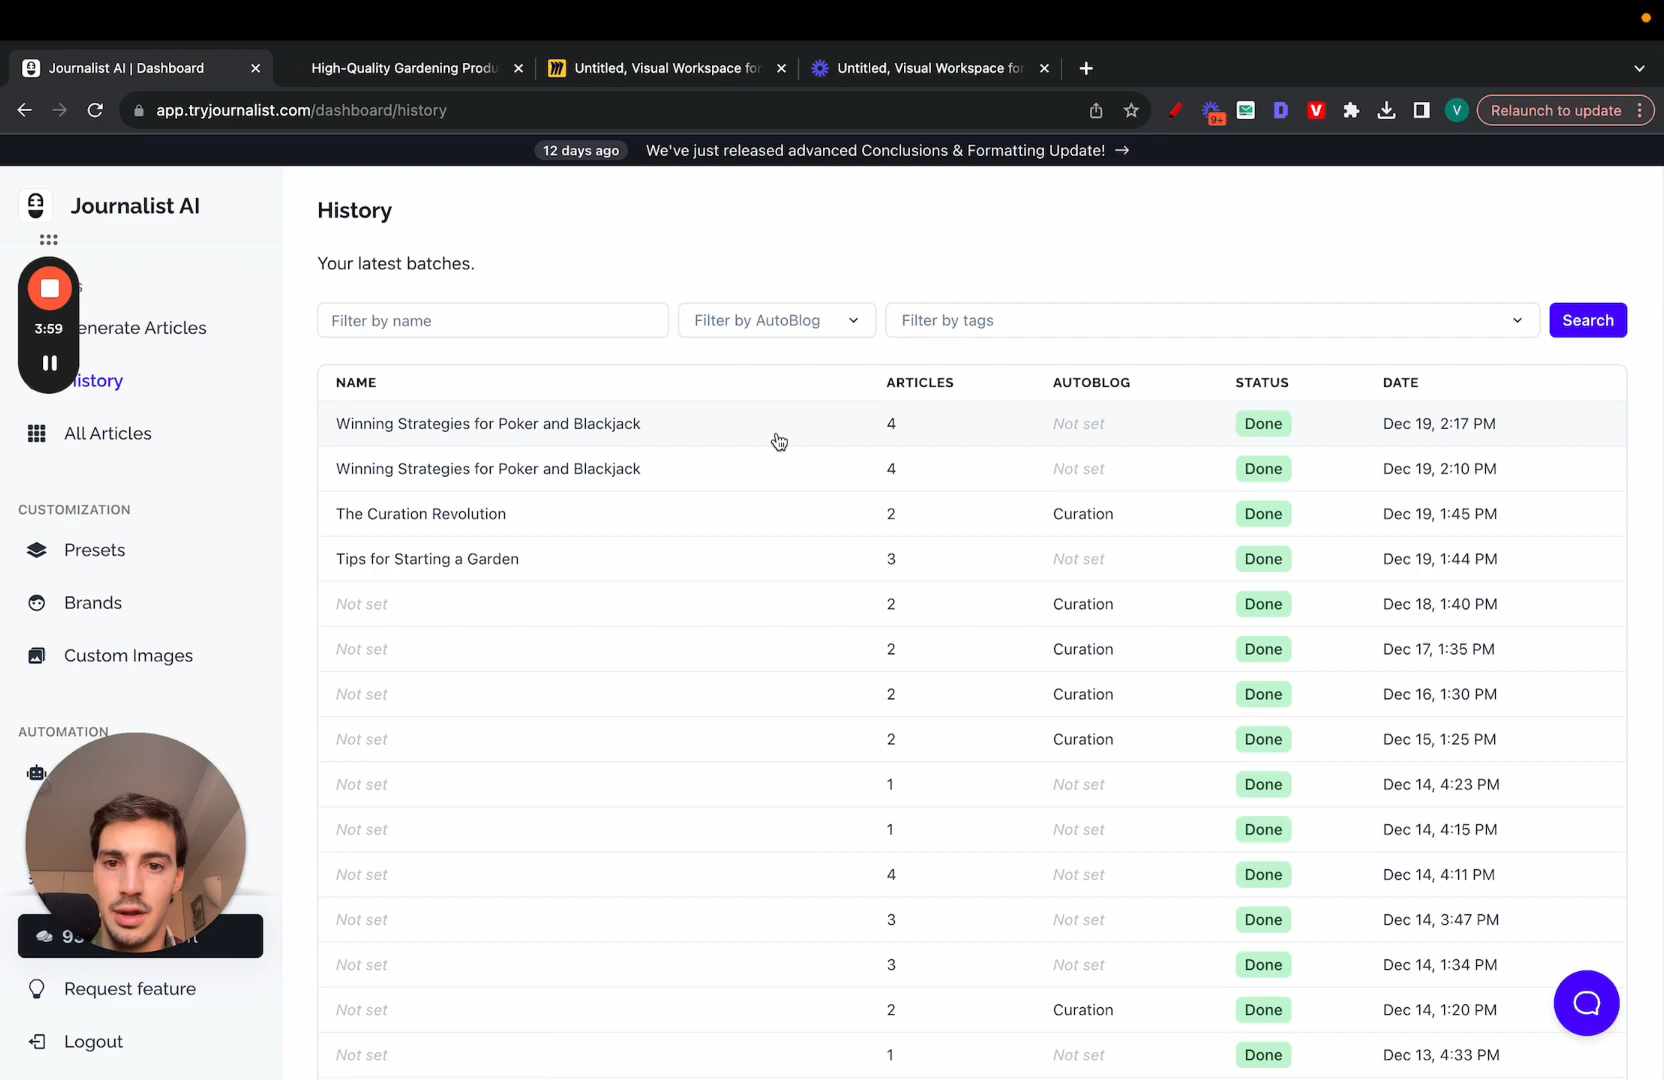 Journalist AI | Dashboard
High-Quality Gardening Produ
Untitled, Visual Workspace for
Untitled, Visual Workspace for
app.tryjournalist.com/dashboard/history
9+
D
V
V
Relaunch to update
12 days ago
We've just released advanced Conclusions & Formatting Update! →
Journalist AI
3:59
enerate Articles
istory
All Articles
CUSTOMIZATION
Presets
Brands
Custom Images
AUTOMATION
Request feature
Logout
History
Your latest batches.
Filter by name
Filter by AutoBlog
Filter by tags
Search
NAME ARTICLES AUTOBLOG STATUS DATE
Winning Strategies for Poker and Blackjack 4 Not set Done Dec 19, 2:17 PM
Winning Strategies for Poker and Blackjack 4 Not set Done Dec 19, 2:10 PM
The Curation Revolution 2 Curation Done Dec 19, 1:45 PM
Tips for Starting a Garden 3 Not set Done Dec 19, 1:44 PM
Not set 2 Curation Done Dec 18, 1:40 PM
Not set 2 Curation Done Dec 17, 1:35 PM
Not set 2 Curation Done Dec 16, 1:30 PM
Not set 2 Curation Done Dec 15, 1:25 PM
Not set 1 Not set Done Dec 14, 4:23 PM
Not set 1 Not set Done Dec 14, 4:15 PM
Not set 4 Not set Done Dec 14, 4:11 PM
Not set 3 Not set Done Dec 14, 3:47 PM
Not set 3 Not set Done Dec 14, 1:34 PM
Not set 2 Curation Done Dec 14, 1:20 PM
Not set 1 Not set Done Dec 13, 4:33 PM